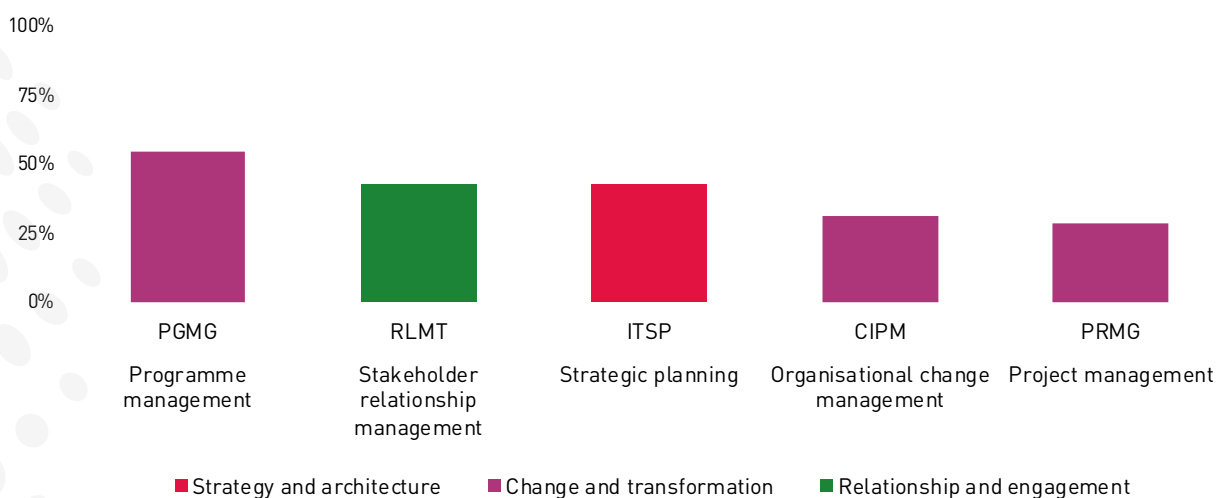 100%
75%
50%
25%
0%
PGMG
RLMT
ITSP
CIPM
PRMG
Programme
management
Stakeholder
relationship
management
Strategic planning
Organisational change
management
Project management
Strategy and architecture
Change and transformation
Relationship and engagement